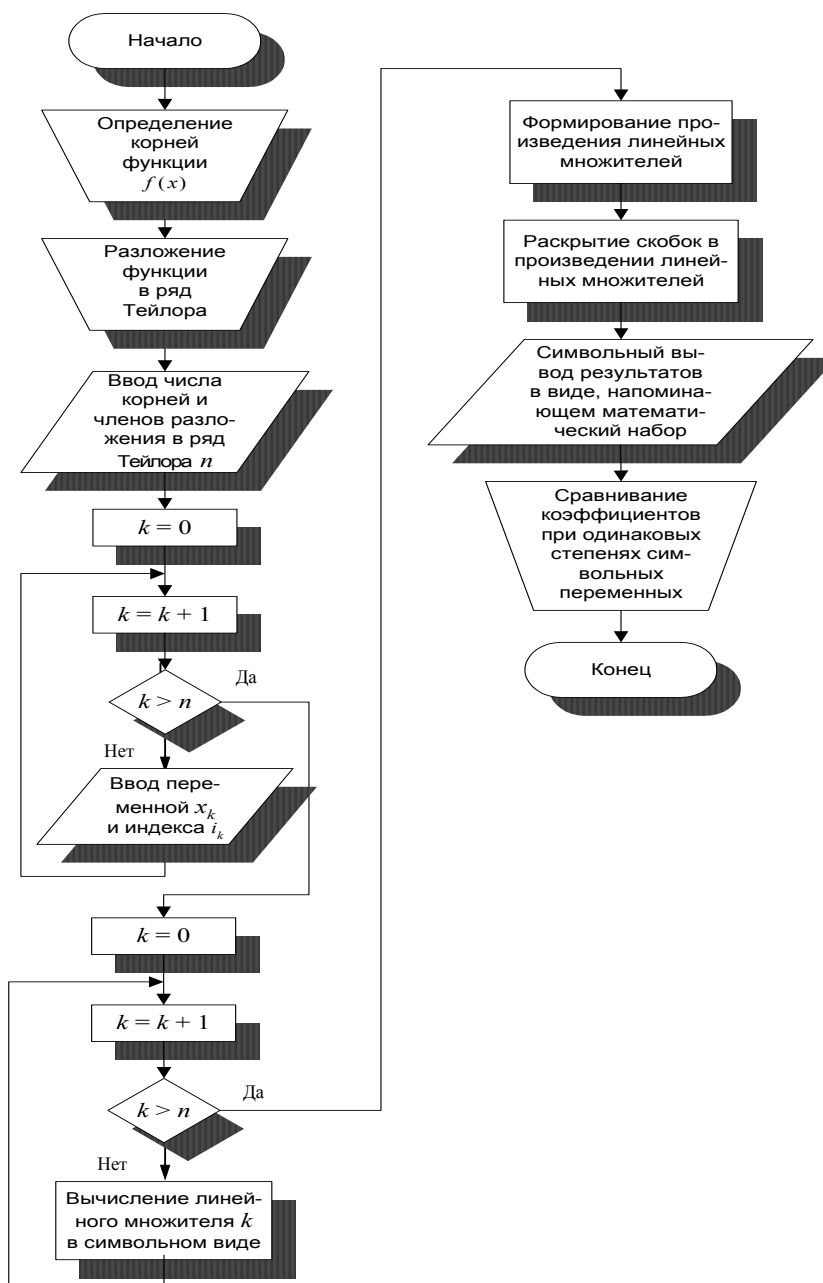 Начало
Определение
корней
функции
f (x)
Разложение
функции
в ряд
Тейлора
Ввод числа
корней и
членов разло-
жения в ряд
Тейлора n
k = 0
k = k + 1
k > n
Да
Нет
Ввод пере-
менной x_k
и индекса i_k
k = 0
k = k + 1
k > n
Да
Нет
Вычисление линей-
ного множителя k
в символьном виде
Формирование про-
изведения линейных
множителей
Раскрытие скобок в
произведении линей-
ных множителей
Символьный вы-
вод результатов
в виде, напомина-
ющем математи-
ческий набор
Сравнивание
коэффициентов
при одинаковых
степенях сим-
вольных
переменных
Конец